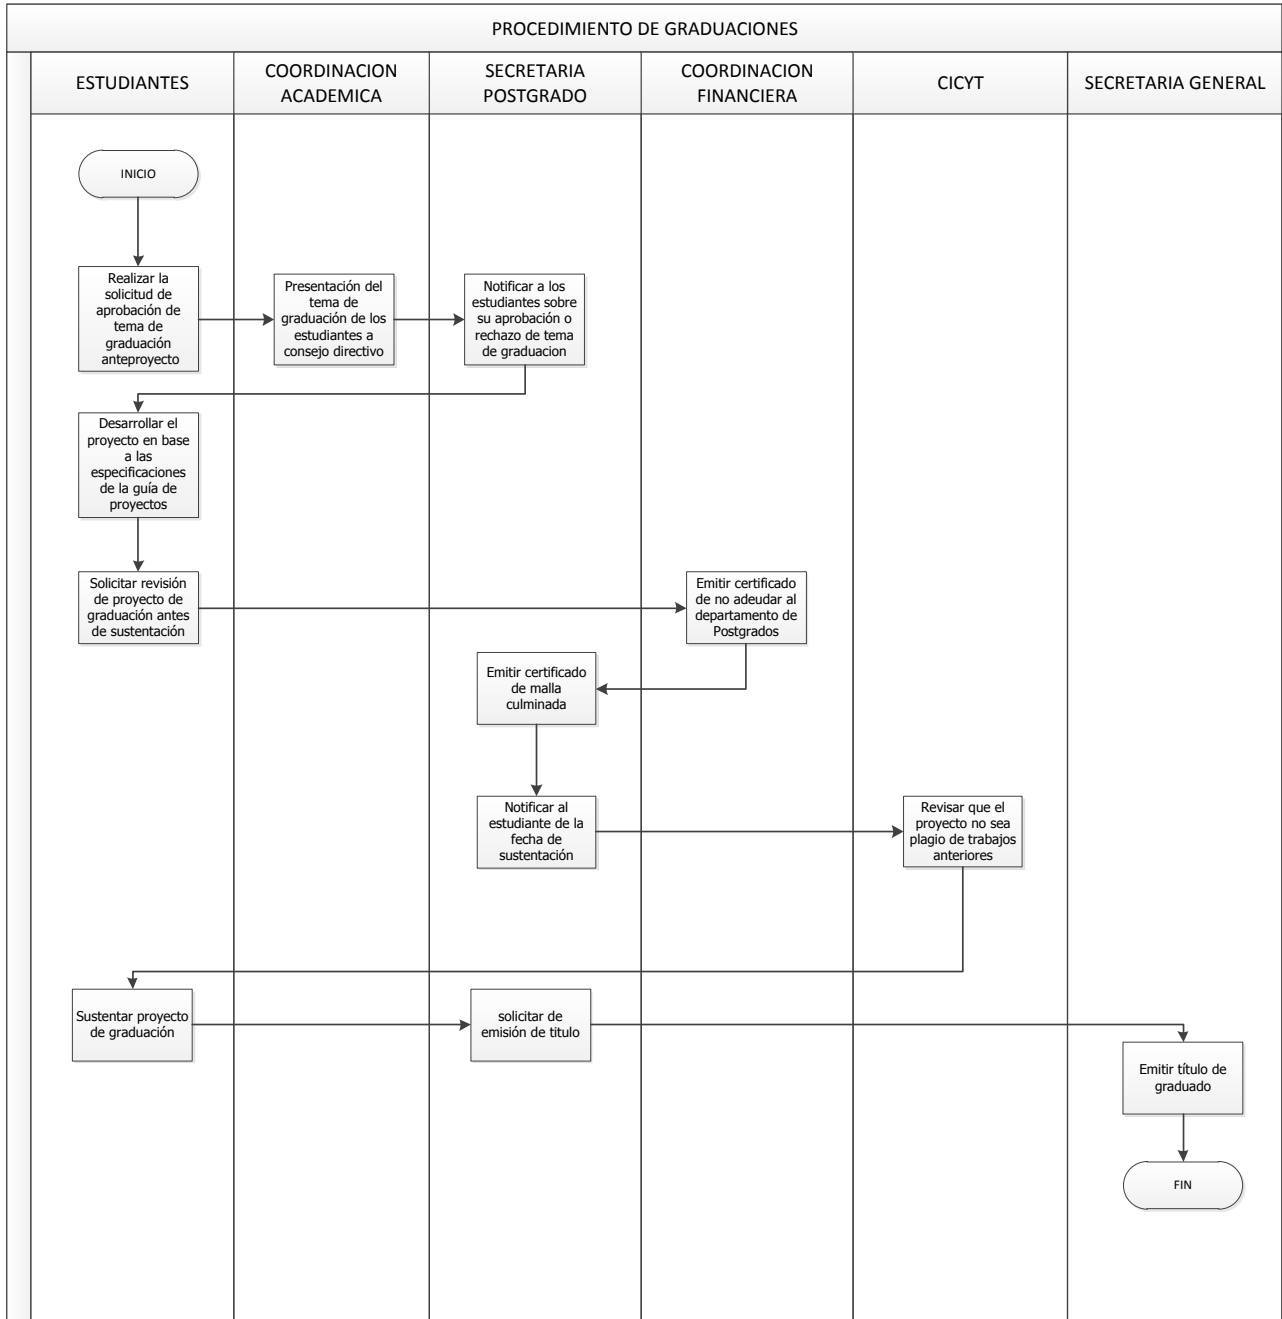 PROCEDIMIENTO DE GRADUACIONES
ESTUDIANTES
COORDINACION
ACADEMICA
SECRETARIA
POSTGRADO
COORDINACION
FINANCIERA
CICYT
SECRETARIA GENERAL
INICIO
Realizar la
solicitud de
aprobación de
tema de
graduación
anteproyecto
Presentación del
tema de
graduación de los
estudiantes a
consejo directivo
Notificar a los
estudiantes sobre
su aprobación o
rechazo de tema
de graduacion
Desarrollar el
proyecto en base
a las
especificaciones
de la guía de
proyectos
Solicitar revisión
de proyecto de
graduación antes
de sustentación
Emitir certificado
de no adeudar al
departamento de
Postgrados
Emitir certificado
de malla
culminada
Notificar al
estudiante de la
fecha de
sustentación
Revisar que el
proyecto no sea
plagio de trabajos
anteriores
Sustentar proyecto
de graduación
solicitar de
emisión de titulo
Emitir título de
graduado
FIN